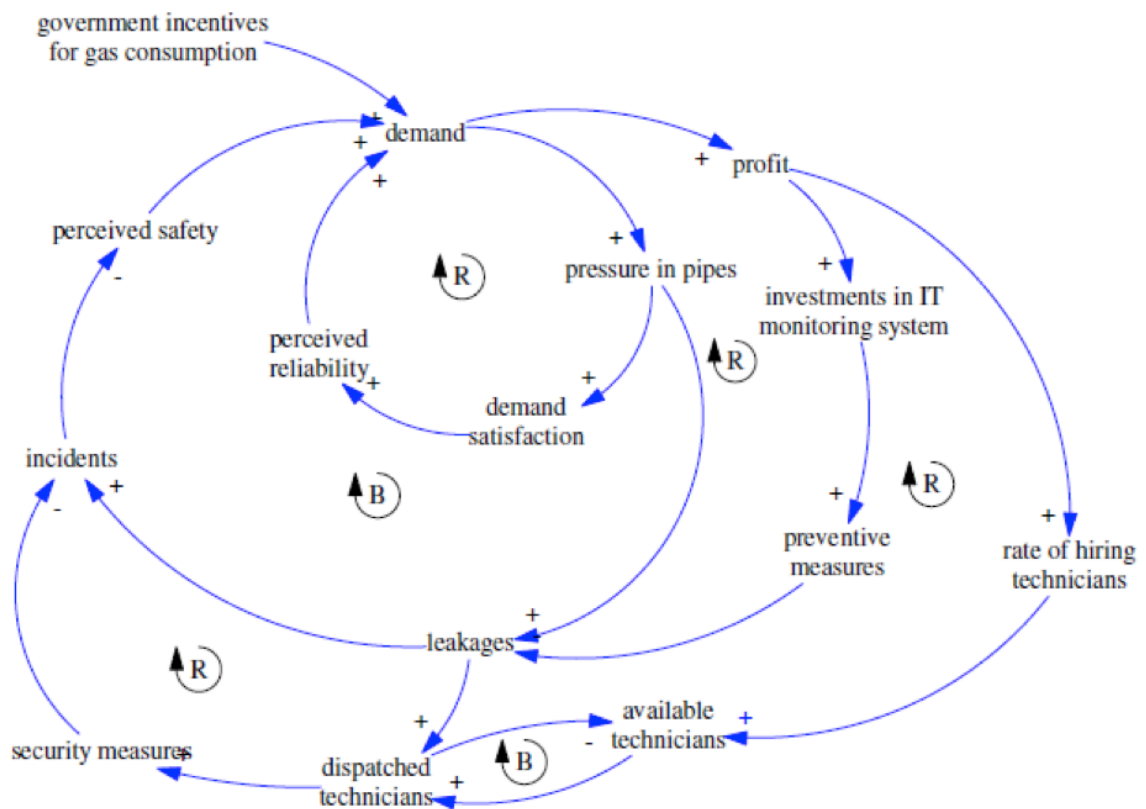 government incentives
for gas consumption
+
+
demand
+
+
profit
perceived safety
-
+
pressure in pipes
R
+
investments in IT
monitoring system
perceived
reliability
+
+
R
demand
satisfaction
incidents
+
-
B
+
R
preventive
measures
+
rate of hiring
technicians
+
leakages
R
+
available
technicians
+
-
security measures
+
dispatched
technicians
+
B